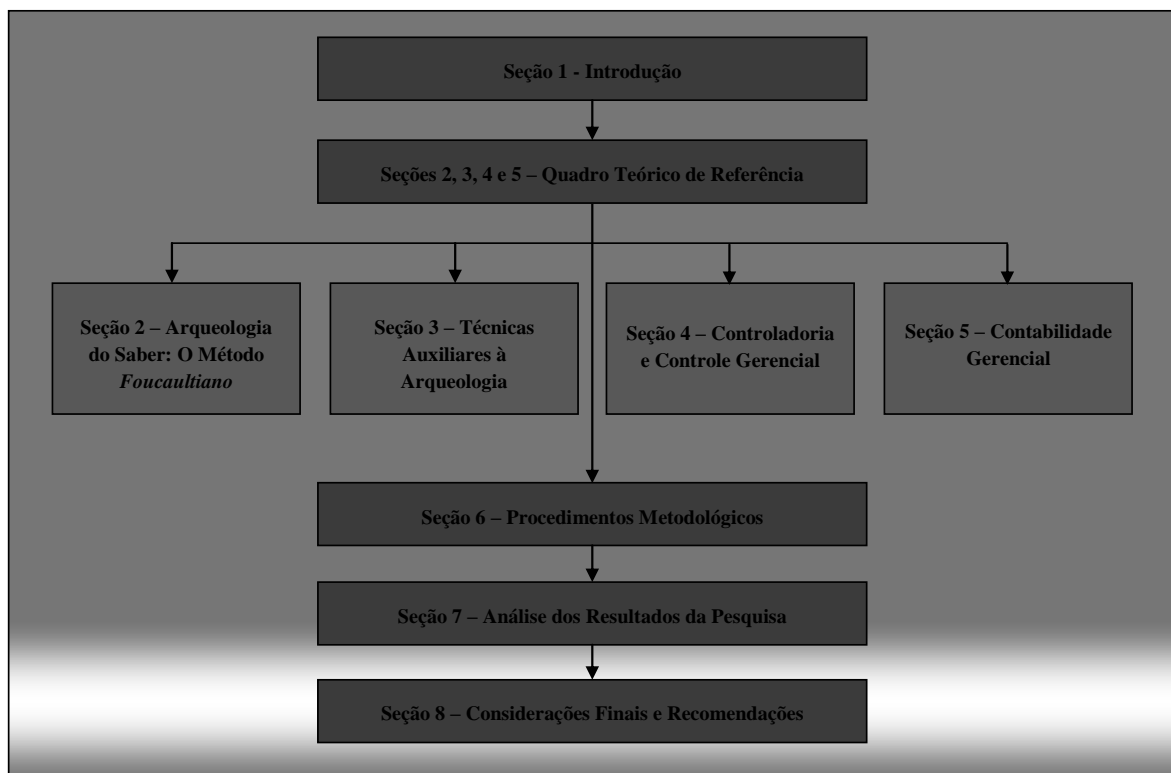 Seção 1 - Introdução
Seções 2, 3, 4 e 5 – Quadro Teórico de Referência
Seção 2 – Arqueologia
do Saber: O Método
Foucaultiano
Seção 3 – Técnicas
Auxiliares à
Arqueologia
Seção 4 – Controladoria
e Controle Gerencial
Seção 5 – Contabilidade
Gerencial
Seção 6 – Procedimentos Metodológicos
Seção 7 – Análise dos Resultados da Pesquisa
Seção 8 – Considerações Finais e Recomendações